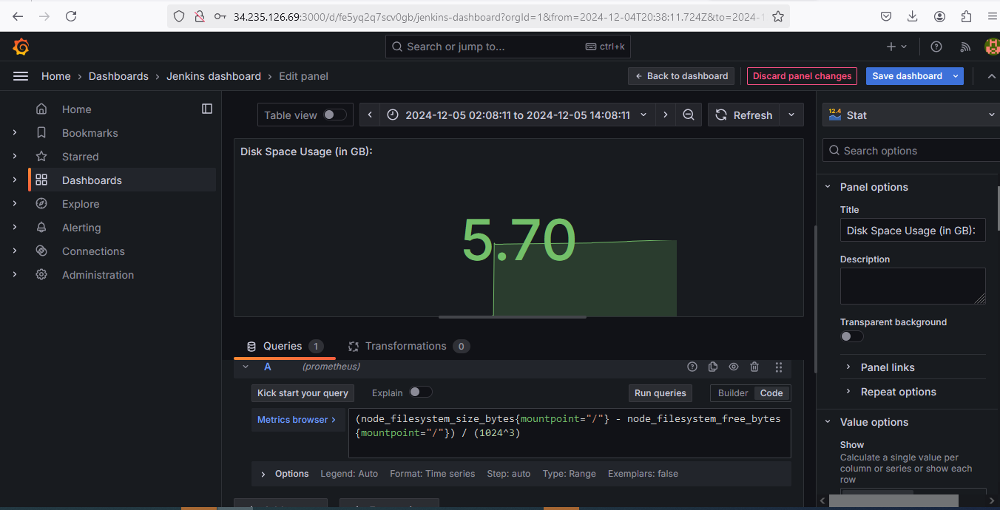 34.235.126.69:3000/d/fe5yq2q7scv0gb/jenkins-dashboard?orgId=1&from=2024-12-04T20:38:11.724Z&to=2024-1
Search or jump to... ctrl+k
Home › Dashboards › Jenkins dashboard › Edit panel
Back to dashboard
Discard panel changes
Save dashboard
Home
Bookmarks
Starred
Dashboards
Explore
Alerting
Connections
Administration
Table view
2024-12-05 02:08:11 to 2024-12-05 14:08:11
Refresh
Disk Space Usage (in GB):
5.70
Queries 1
Transformations 0
A (prometheus)
Kick start your query
Explain
Run queries
Builder
Code
Metrics browser ›
(node_filesystem_size_bytes{mountpoint="/"} - node_filesystem_free_bytes
{mountpoint="/"}) / (1024^3)
Options Legend: Auto Format: Time series Step: auto Type: Range Exemplars: false
12.4
Stat
Search options
Panel options
Title
Disk Space Usage (in GB):
Description
Transparent background
Panel links
Repeat options
Value options
Show
Calculate a single value per
column or series or show each
row